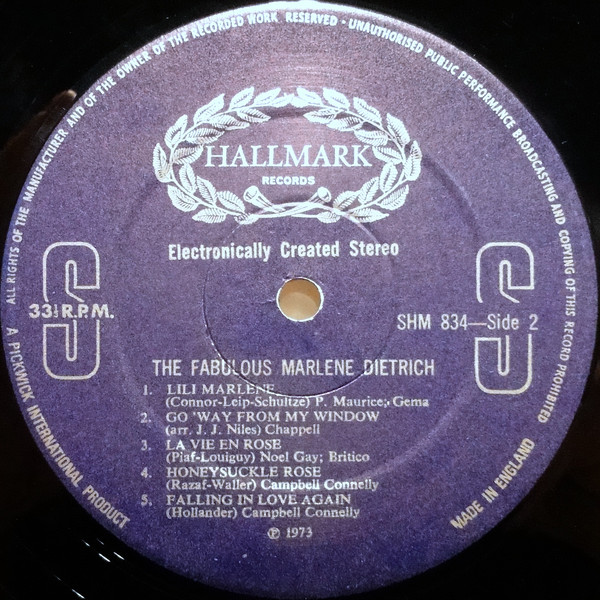 ALL RIGHTS OF THE MANUFACTURER AND OF THE OWNER OF THE RECORDED WORK RESERVED · UNAUTHORISED PUBLIC PERFORMANCE BROADCASTING AND COPYING OF THIS RECORD PROHIBITED
HALLMARK
RECORDS
Electronically Created Stereo
S
33⅓ R.P.M.
S
SHM 834—Side 2
THE FABULOUS MARLENE DIETRICH
1. LILI MARLENE
(Connor-Leip-Schultze) P. Maurice; Gema
2. GO 'WAY FROM MY WINDOW
(arr. J. J. Niles) Chappell
3. LA VIE EN ROSE
(Piaf-Louiguy) Noel Gay; Britico
4. HONEYSUCKLE ROSE
(Razaf-Waller) Campbell Connelly
5. FALLING IN LOVE AGAIN
(Hollander) Campbell Connelly
℗ 1973
A PICKWICK INTERNATIONAL PRODUCT
MADE IN ENGLAND